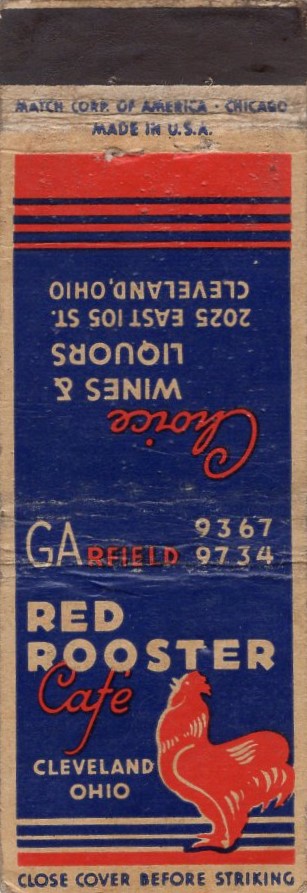 MATCH CORP. OF AMERICA · CHICAGO
MADE IN U.S.A.
Choice
WINES &
LIQUORS
2025 EAST 105 ST.
CLEVELAND, OHIO
GARFIELD 9367
9734
RED
ROOSTER
Cafe
CLEVELAND
OHIO
CLOSE COVER BEFORE STRIKING